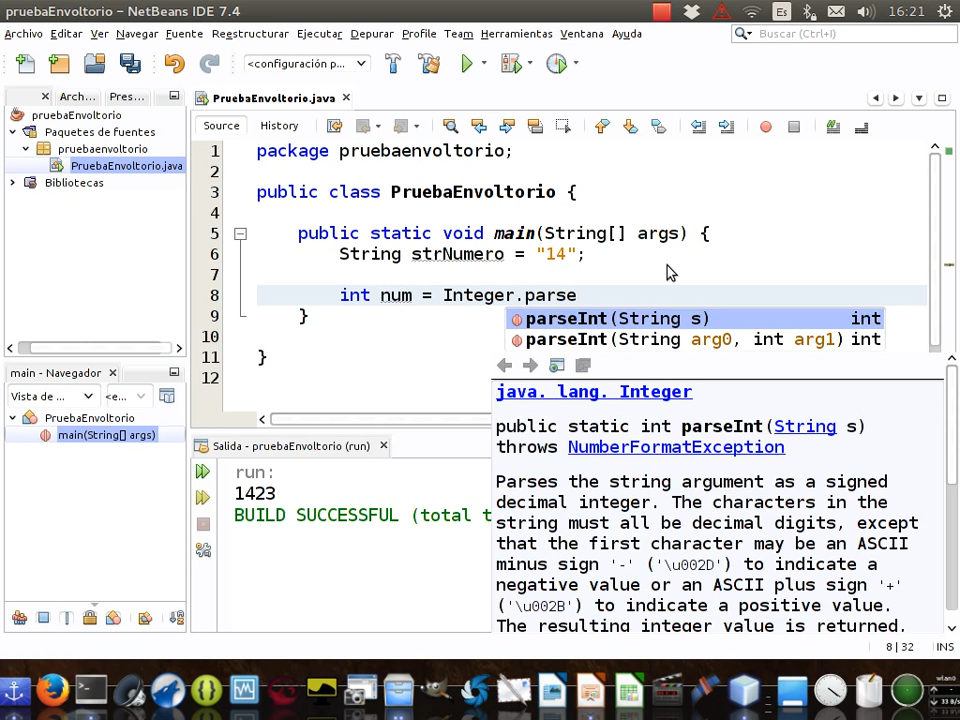 pruebaEnvoltorio – NetBeans IDE 7.4
Es
16:21
Archivo Editar Ver Navegar Fuente Reestructurar Ejecutar Depurar Profile Team Herramientas Ventana Ayuda
Buscar (Ctrl+I)
<configuración p...
Arch... Pres...
PruebaEnvoltorio.java
pruebaEnvoltorio
Paquetes de fuentes
pruebaenvoltorio
PruebaEnvoltorio.java
Bibliotecas
Source History
1 package pruebaenvoltorio;
2
3 public class PruebaEnvoltorio {
4
5 public static void main(String[] args) {
6 String strNumero = "14";
7
8 int num = Integer.parse
9 }
10
11 }
12
parseInt(String s) int
parseInt(String arg0, int arg1) int
java. lang. Integer
public static int parseInt(String s)
throws NumberFormatException
Parses the string argument as a signed
decimal integer. The characters in the
string must all be decimal digits, except
that the first character may be an ASCII
minus sign '-' ('\u002D') to indicate a
negative value or an ASCII plus sign '+'
('\u002B') to indicate a positive value.
The resulting integer value is returned,
main - Navegador
Vista de ... <e...
PruebaEnvoltorio
main(String[] args)
Salida - pruebaEnvoltorio (run)
run:
1423
BUILD SUCCESSFUL (total t
8 | 32 INS
wlan0
33 B/s